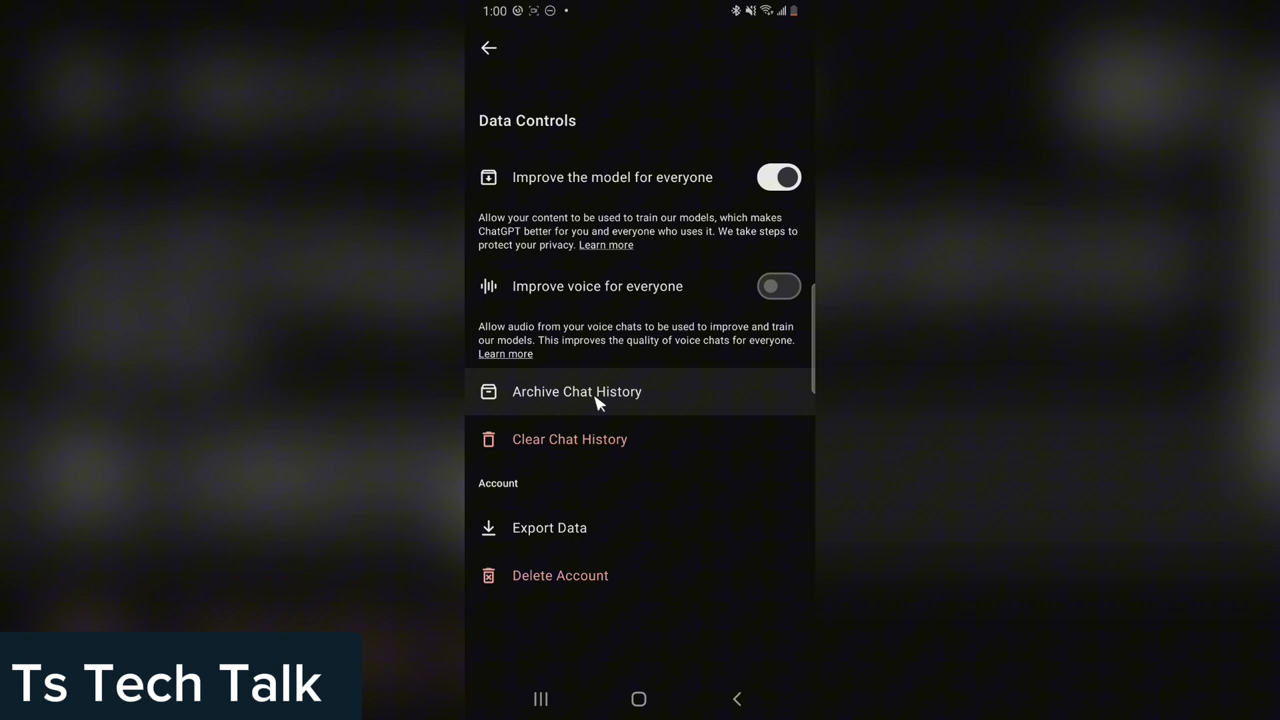 1:00
Data Controls
Improve the model for everyone
Allow your content to be used to train our models, which makes
ChatGPT better for you and everyone who uses it. We take steps to
protect your privacy. Learn more
Improve voice for everyone
Allow audio from your voice chats to be used to improve and train
our models. This improves the quality of voice chats for everyone.
Learn more
Archive Chat History
Clear Chat History
Account
Export Data
Delete Account
Ts Tech Talk